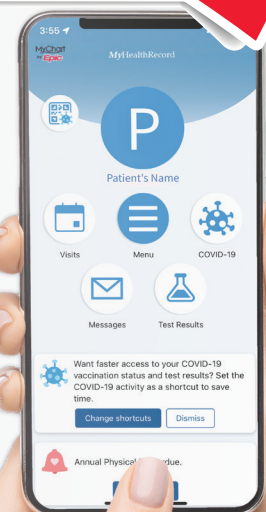 3:55
MyChart
by Epic
MyHealthRecord
P
Patient's Name
Visits
Menu
COVID-19
Messages
Test Results
Want faster access to your COVID-19
vaccination status and test results? Set the
COVID-19 activity as a shortcut to save
time.
Change shortcuts
Dismiss
Annual Physical